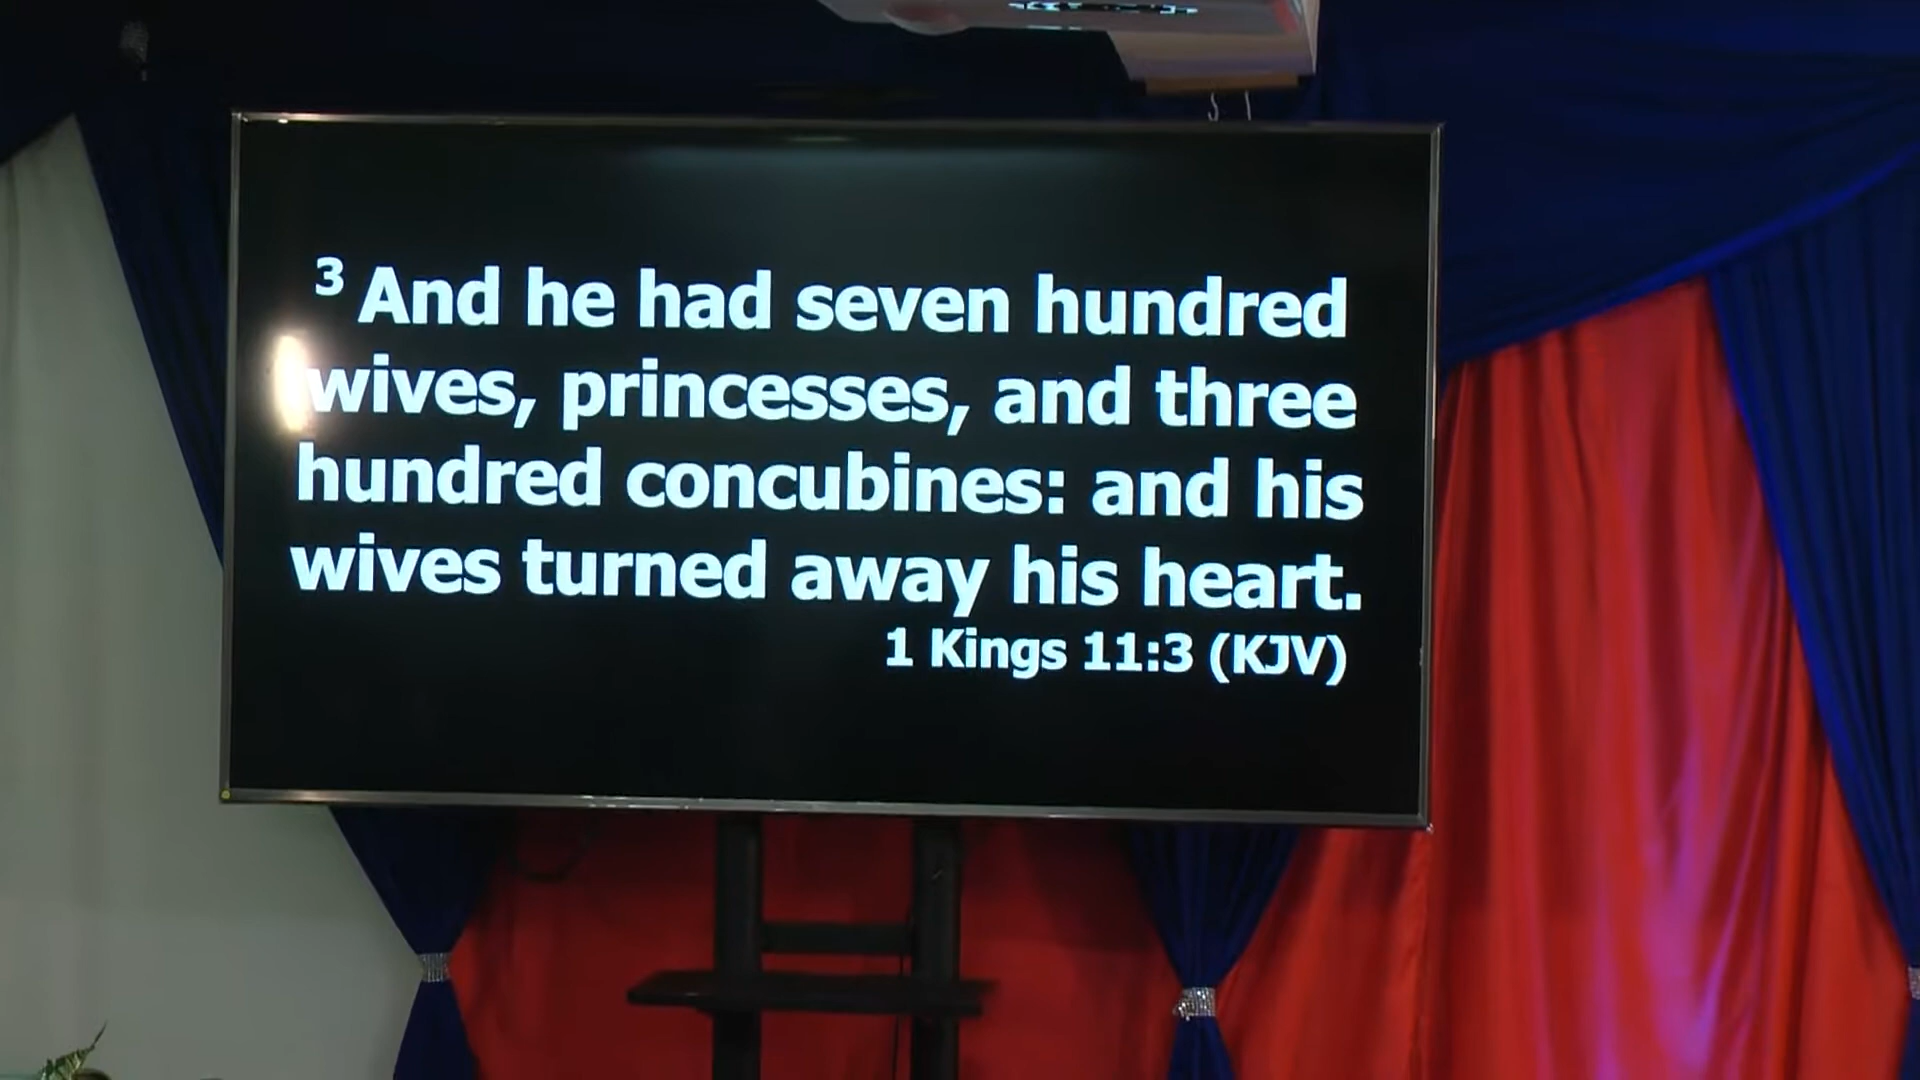 3 And he had seven hundred
wives, princesses, and three
hundred concubines: and his
wives turned away his heart.
1 Kings 11:3 (KJV)